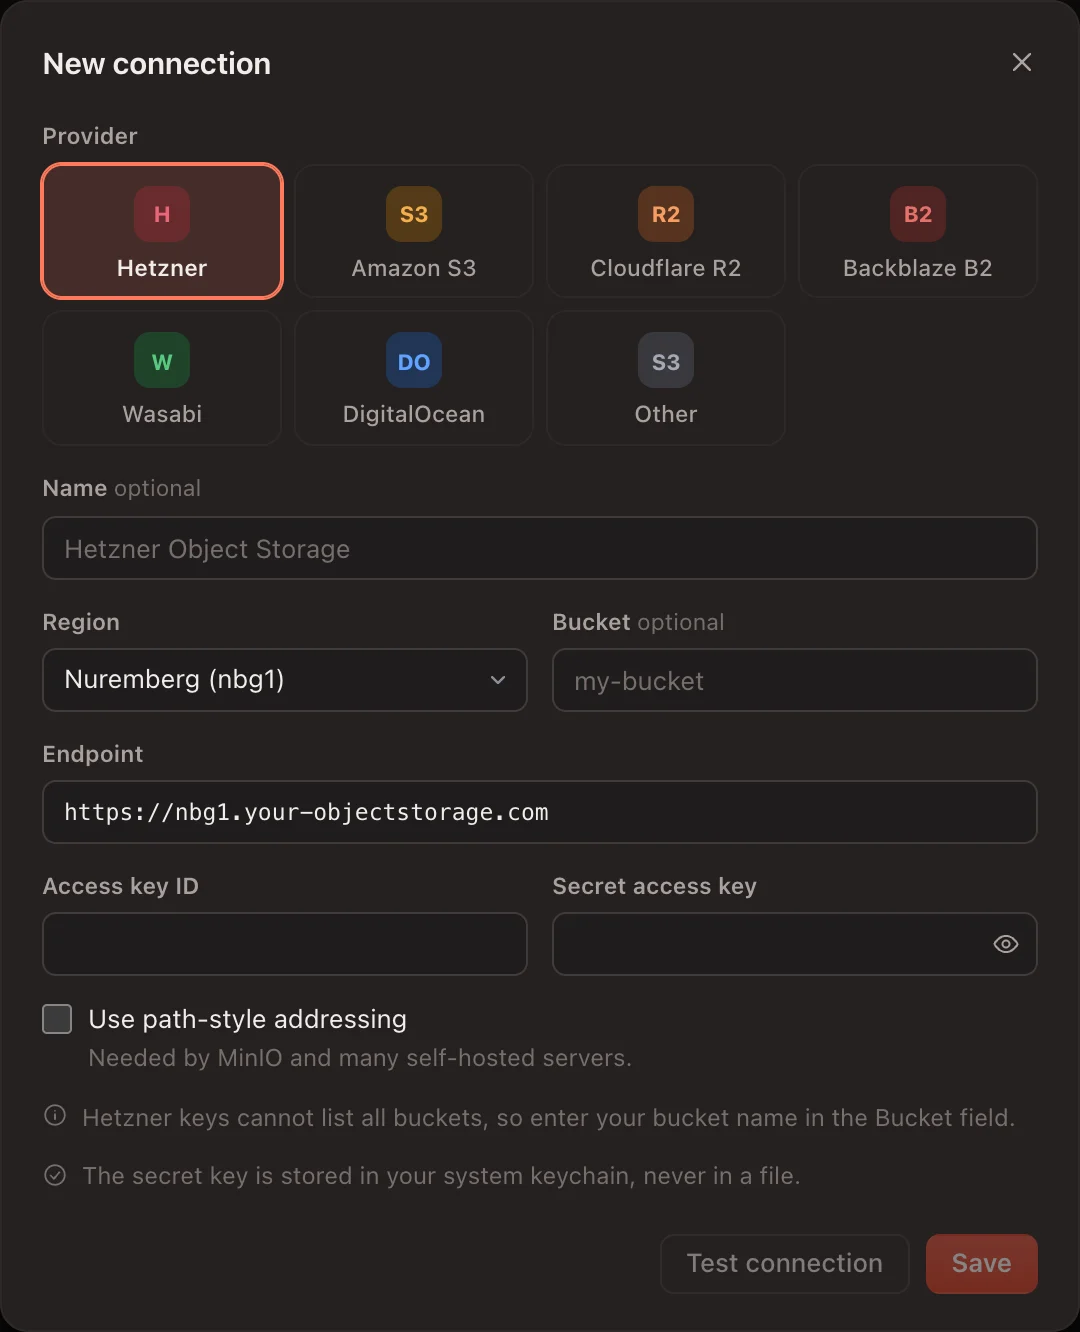 New connection
Provider
H
Hetzner
S3
Amazon S3
R2
Cloudflare R2
B2
Backblaze B2
W
Wasabi
DO
DigitalOcean
S3
Other
Name optional
Hetzner Object Storage
Region
Nuremberg (nbg1)
Bucket optional
my-bucket
Endpoint
https://nbg1.your-objectstorage.com
Access key ID
Secret access key
Use path-style addressing
Needed by MinIO and many self-hosted servers.
Hetzner keys cannot list all buckets, so enter your bucket name in the Bucket field.
The secret key is stored in your system keychain, never in a file.
Test connection
Save